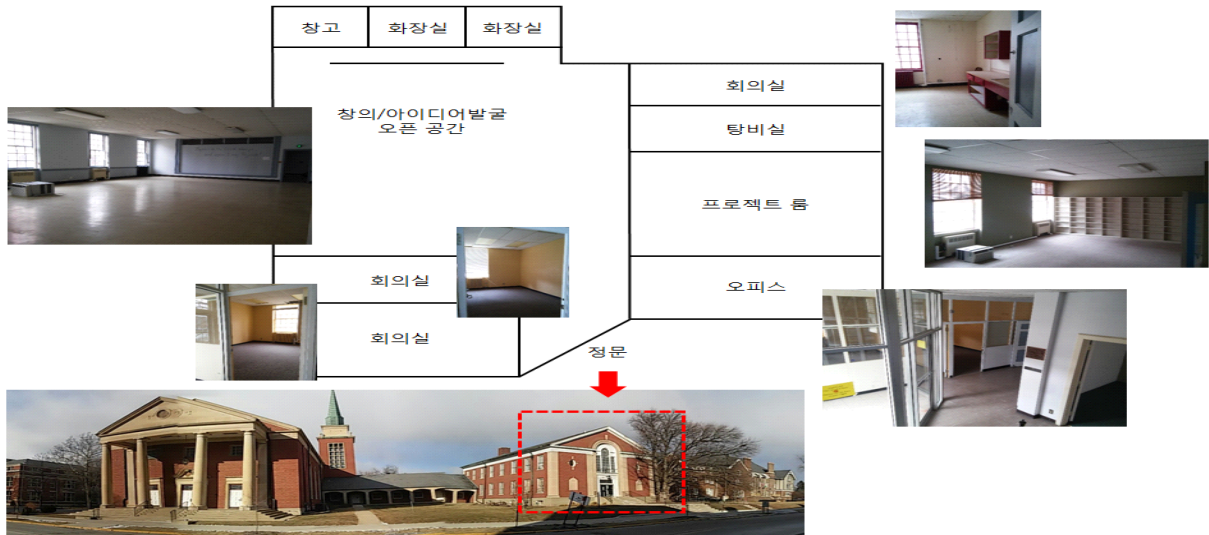 창고
화장실
화장실
창의/아이디어발굴
오픈 공간
회의실
탕비실
프로젝트 룸
회의실
오피스
회의실
정문